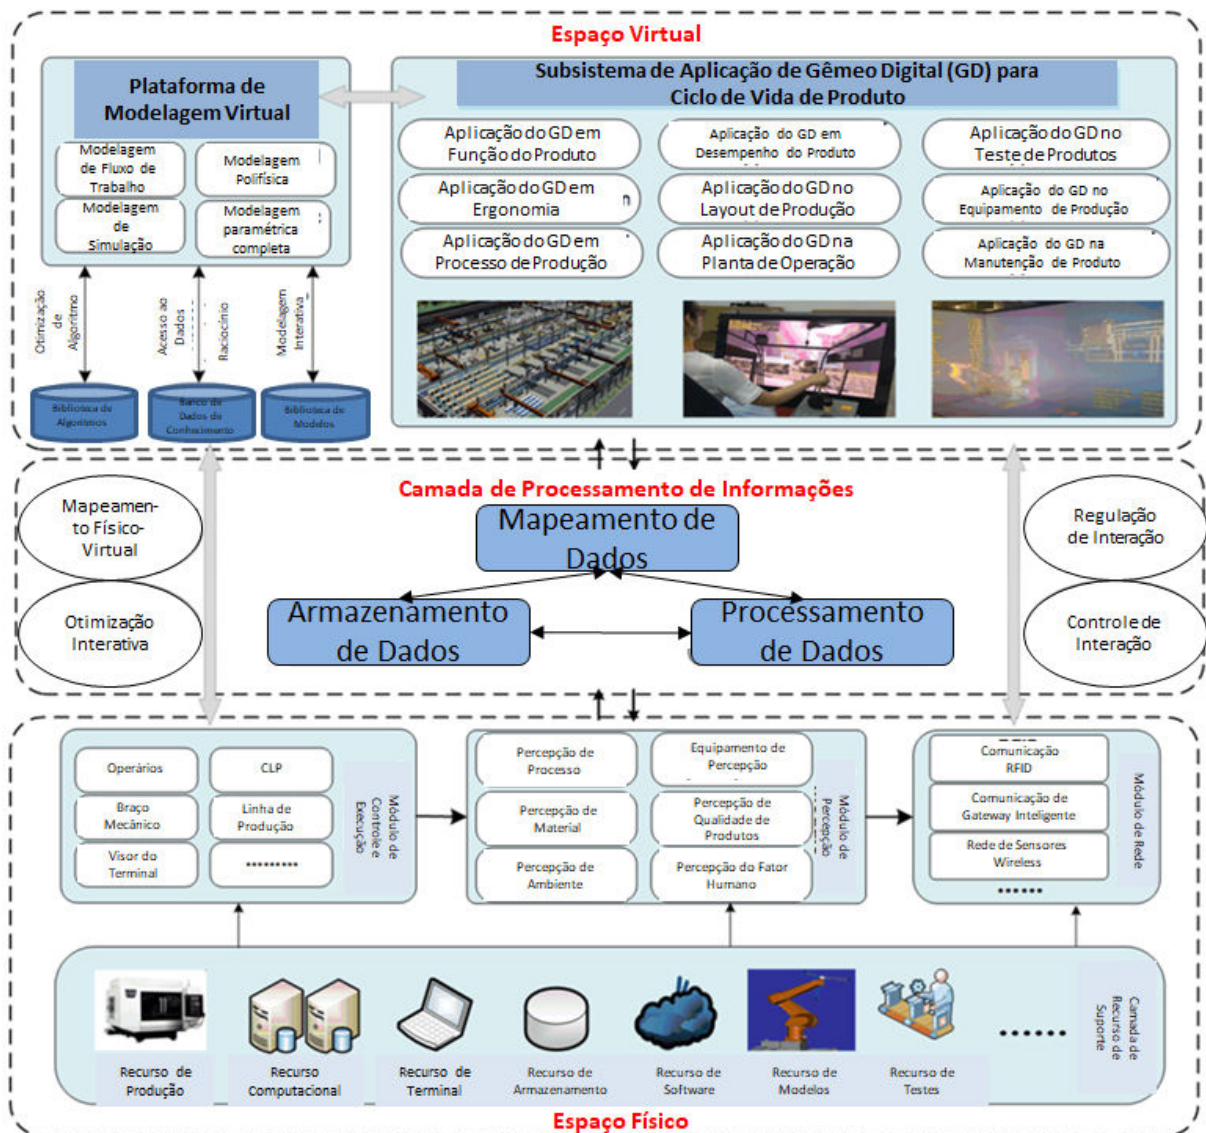 Espaço Virtual
Plataforma de
Modelagem Virtual
Modelagem
de Fluxo de
Trabalho
Modelagem
Polifísica
Modelagem
de
Simulação
Modelagem
paramétrica
completa
Subsistema de Aplicação de Gêmeo Digital (GD) para
Ciclo de Vida de Produto
Aplicação do GD em
Função do Produto
Aplicação do GD em
Desempenho do Produto
Aplicação do GD no
Teste de Produtos
Aplicação do GD em
Ergonomia
Aplicação do GD no
Layout de Produção
Aplicação do GD no
Equipamento de Produção
Aplicação do GD em
Processo de Produção
Aplicação do GD na
Planta de Operação
Aplicação do GD na
Manutenção de Produto
Otimização
de
Algoritmo
Acesso ao
Dados
Raciocínio
Modelagem
Interativa
Biblioteca de
Algoritmos
Banco de
Dados de
Conhecimento
Biblioteca de
Modelos
Camada de Processamento de Informações
Mapeamen-
to Físico-
Virtual
Otimização
Interativa
Mapeamento de
Dados
Armazenamento
de Dados
Processamento
de Dados
Regulação
de Interação
Controle de
Interação
Operários
CLP
Braço
Mecânico
Linha de
Produção
Visor do
Terminal
•••••••••
Módulo de
Controle e
Execução
Percepção de
Processo
Equipamento de
Percepção
Percepção de
Material
Percepção de
Qualidade de
Produtos
Percepção de
Ambiente
Percepção do Fator
Humano
Módulo de
Percepção
Comunicação
RFID
Comunicação de
Gateway Inteligente
Rede de Sensores
Wireless
••••••
Módulo de Rede
Recurso de
Produção
Recurso
Computacional
Recurso de
Terminal
Recurso de
Armazenamento
Recurso de
Software
Recurso de
Modelos
Recurso de
Testes
••••••
Camada de
Recurso de
Suporte
Espaço Físico